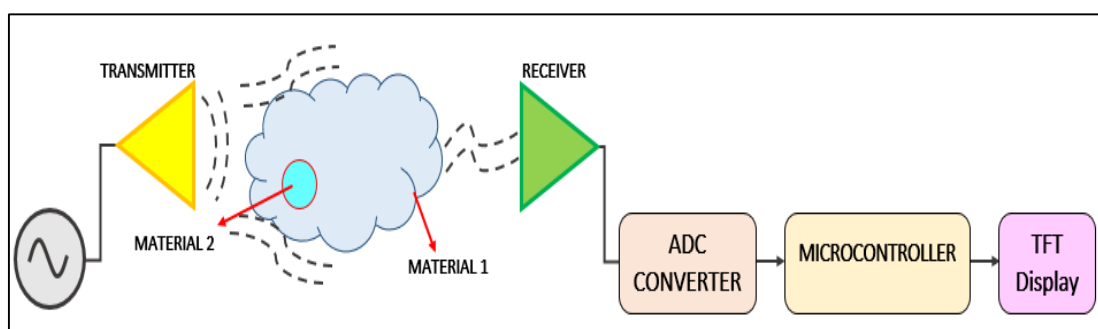 TRANSMITTER
RECEIVER
MATERIAL 2
MATERIAL 1
ADC
CONVERTER
MICROCONTROLLER
TFT
Display